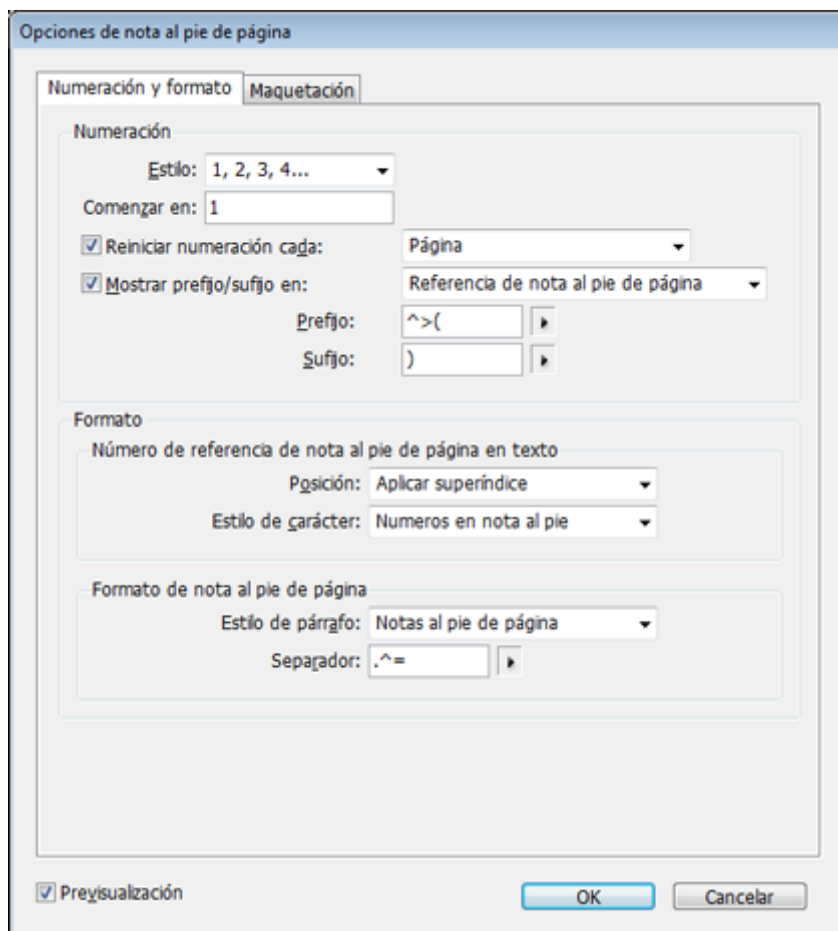 Opciones de nota al pie de página
Numeración y formato Maquetación
Numeración
Estilo: 1, 2, 3, 4...
Comenzar en: 1
Reiniciar numeración cada: Página
Mostrar prefijo/sufijo en: Referencia de nota al pie de página
Prefijo: ^>(
Sufijo: )
Formato
Número de referencia de nota al pie de página en texto
Posición: Aplicar superíndice
Estilo de carácter: Numeros en nota al pie
Formato de nota al pie de página
Estilo de párrafo: Notas al pie de página
Separador: .^=
Previsualización OK Cancelar